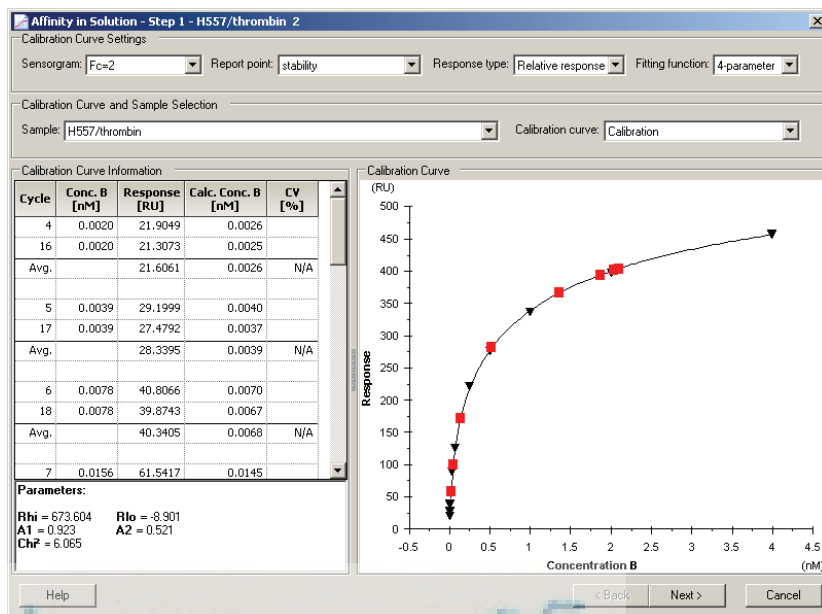 Affinity in Solution - Step 1 - H557/thrombin 2
Calibration Curve Settings
Sensorgram: Fc=2 Report point: stability Response type: Relative response Fitting function: 4-parameter
Calibration Curve and Sample Selection
Sample: H557/thrombin Calibration curve: Calibration
Calibration Curve Information
Cycle Conc. B [nM] Response [RU] Calc. Conc. B [nM] CV [%]
4 0.0020 21.9049 0.0026
16 0.0020 21.3073 0.0025
Avg. 21.6061 0.0026 N/A
5 0.0039 29.1999 0.0040
17 0.0039 27.4792 0.0037
Avg. 28.3395 0.0039 N/A
6 0.0078 40.8066 0.0070
18 0.0078 39.8743 0.0067
Avg. 40.3405 0.0068 N/A
7 0.0156 61.5417 0.0145
Parameters:
Rhi = 673.604 Rlo = -8.901
A1 = 0.923 A2 = 0.521
Chi² = 6.065
Calibration Curve
(RU)
500
450
400
350
300
250
200
150
100
50
0
Response
-0.5 0 0.5 1 1.5 2 2.5 3 3.5 4 4.5
Concentration B (nM)
Help < Back Next > Cancel